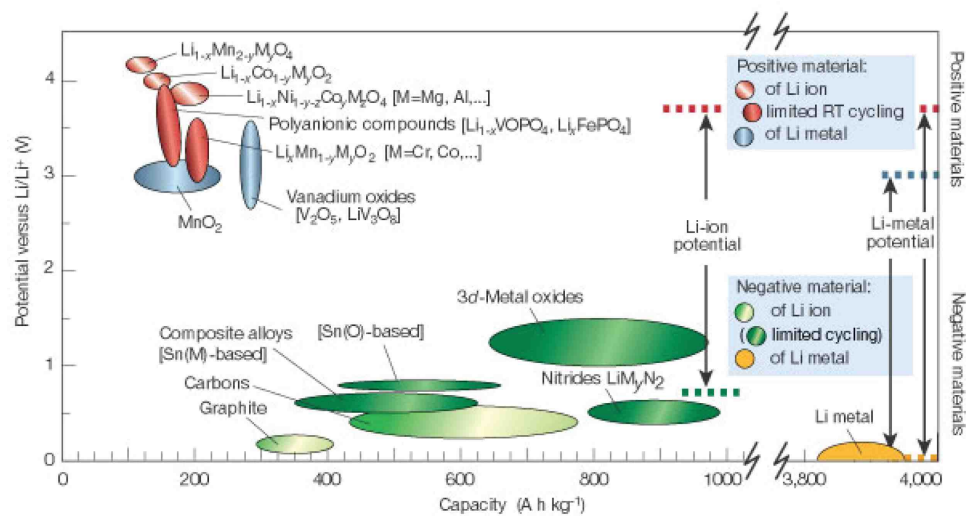 Li1-xMn2-yMyO4
Li1-xCo1-yMyO2
Li1-xNi1-y-zCoyMzO4 [M=Mg, Al,...]
Polyanionic compounds [Li1-xVOPO4, LixFePO4]
LixMn1-yMyO2 [M=Cr, Co,...]
Vanadium oxides
[V2O5, LiV3O8]
MnO2
Positive material:
of Li ion
limited RT cycling
of Li metal
Positive materials
Li-ion
potential
Li-metal
potential
Negative material:
of Li ion
( limited cycling)
of Li metal
Negative materials
3d-Metal oxides
[Sn(O)-based]
Composite alloys
[Sn(M)-based]
Carbons
Graphite
Nitrides LiMyN2
Li metal
Potential versus Li/Li+ (V)
4
3
2
1
0
0
200
400
600
800
1000
3,800
4,000
Capacity (A h kg-1)